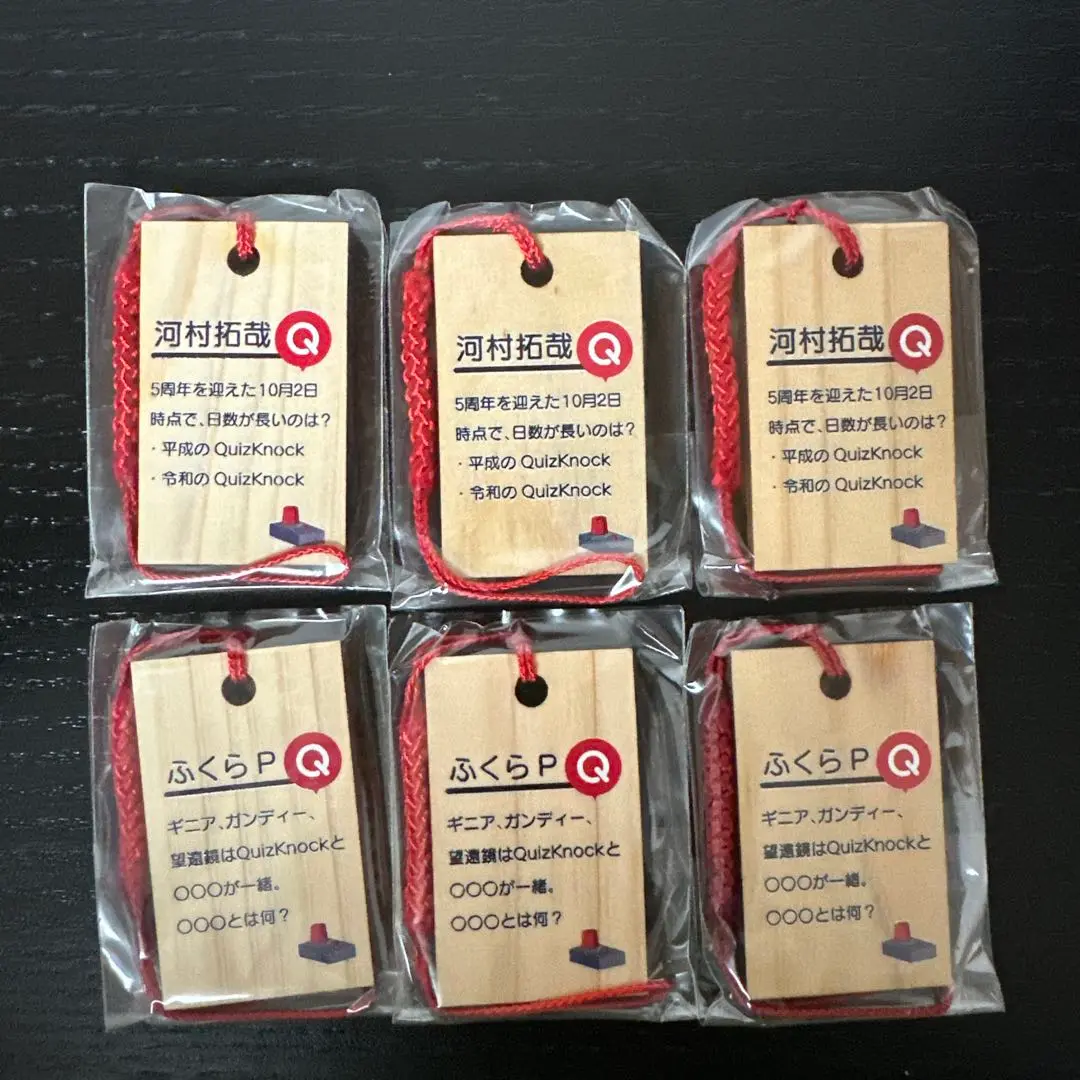 河村拓哉 Q
5周年を迎えた10月2日
時点で、日数が長いのは?
・平成の QuizKnock
・令和の QuizKnock
河村拓哉 Q
5周年を迎えた10月2日
時点で、日数が長いのは?
・平成の QuizKnock
・令和の QuizKnock
河村拓哉 Q
5周年を迎えた10月2日
時点で、日数が長いのは?
・平成の QuizKnock
・令和の QuizKnock
ふくらP Q
ギニア、ガンディー、
望遠鏡はQuizKnockと
〇〇〇が一緒。
〇〇〇とは何?
ふくらP Q
ギニア、ガンディー、
望遠鏡はQuizKnockと
〇〇〇が一緒。
〇〇〇とは何?
ふくらP Q
ギニア、ガンディー、
望遠鏡はQuizKnockと
〇〇〇が一緒。
〇〇〇とは何?